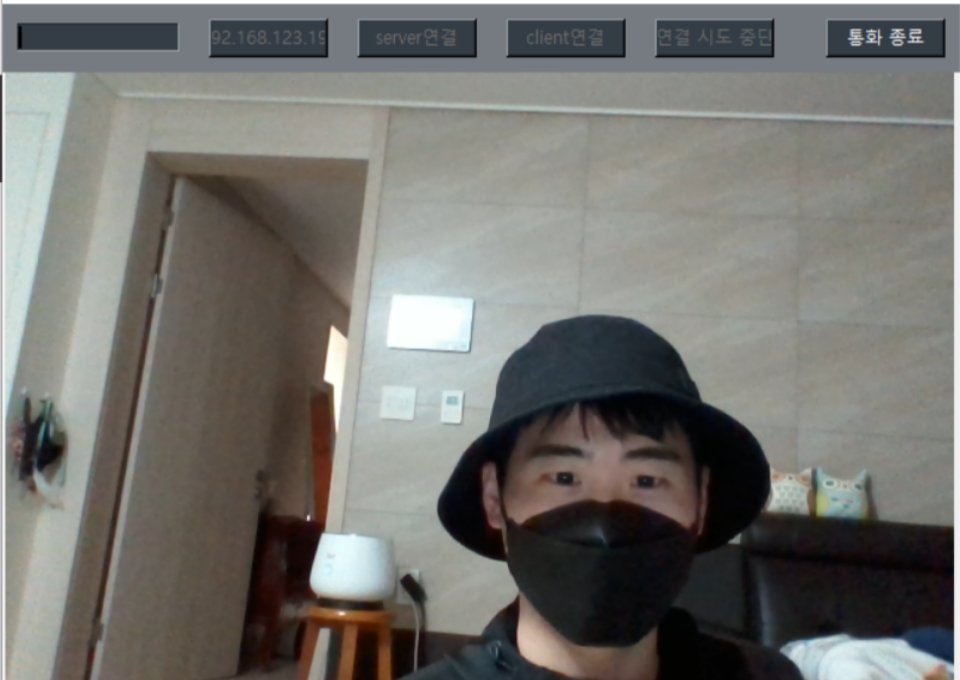 92.168.123.19
server연결
client연결
연결 시도 중단
통화 종료